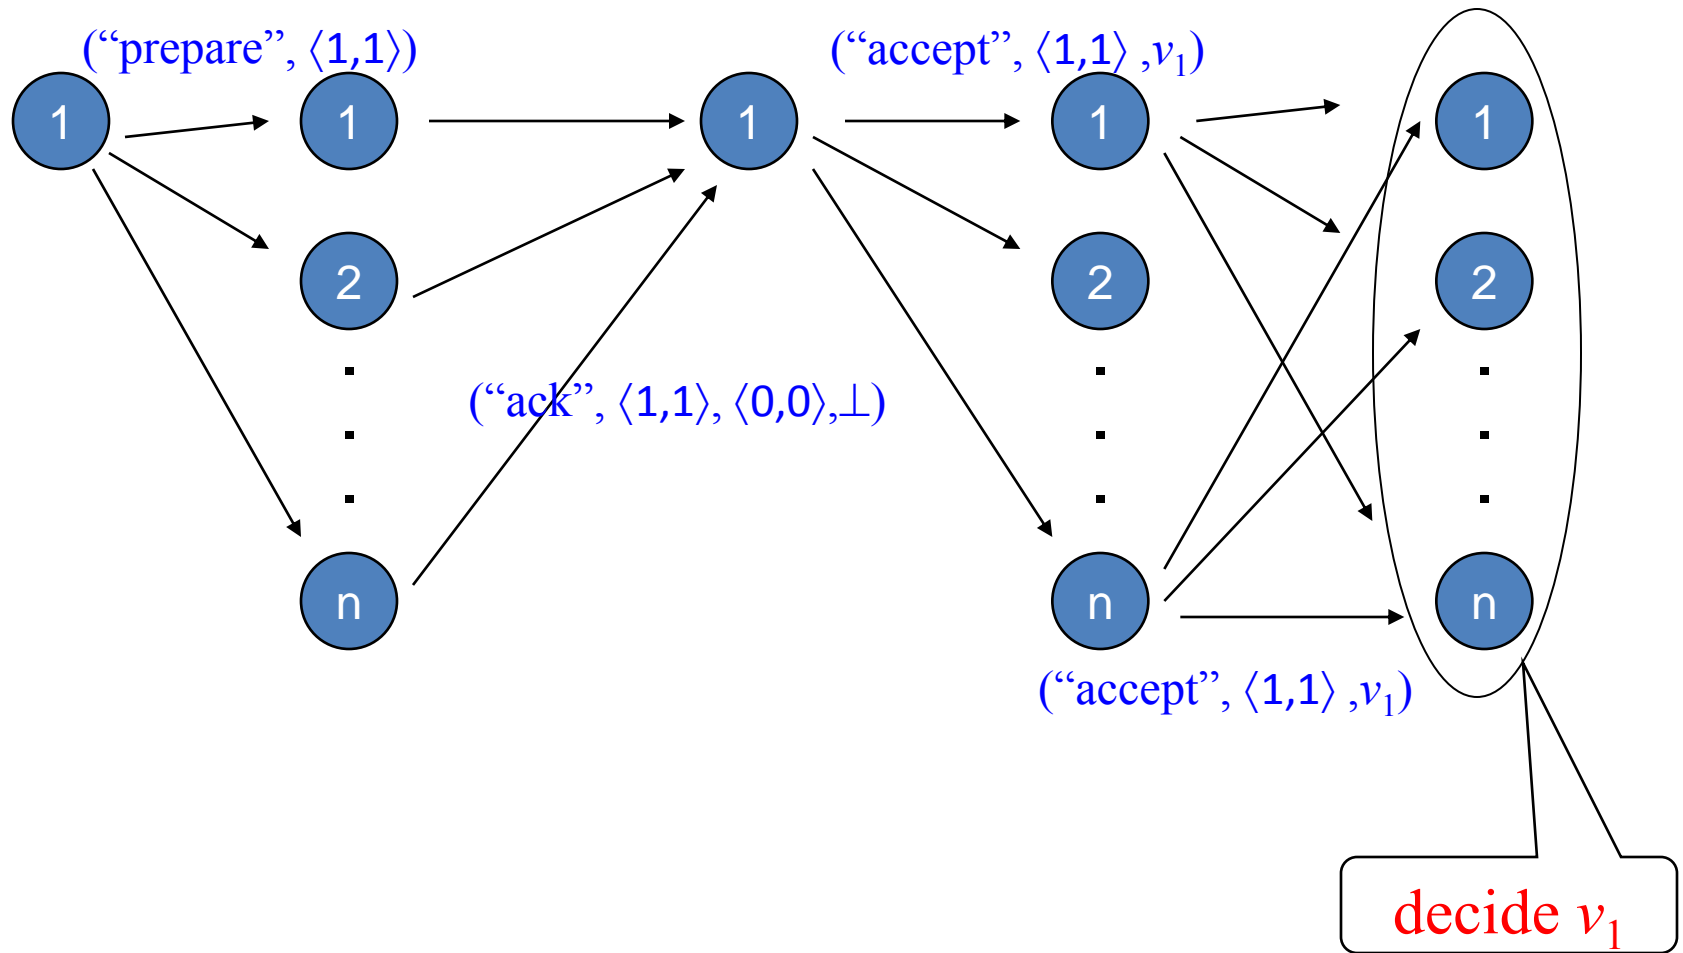 (“prepare”, ⟨1,1⟩)
(“accept”, ⟨1,1⟩ ,v₁)
1 1 1 1 1
2 2 2
(“ack”, ⟨1,1⟩, ⟨0,0⟩,⊥)
n n n
(“accept”, ⟨1,1⟩ ,v₁)
decide v₁